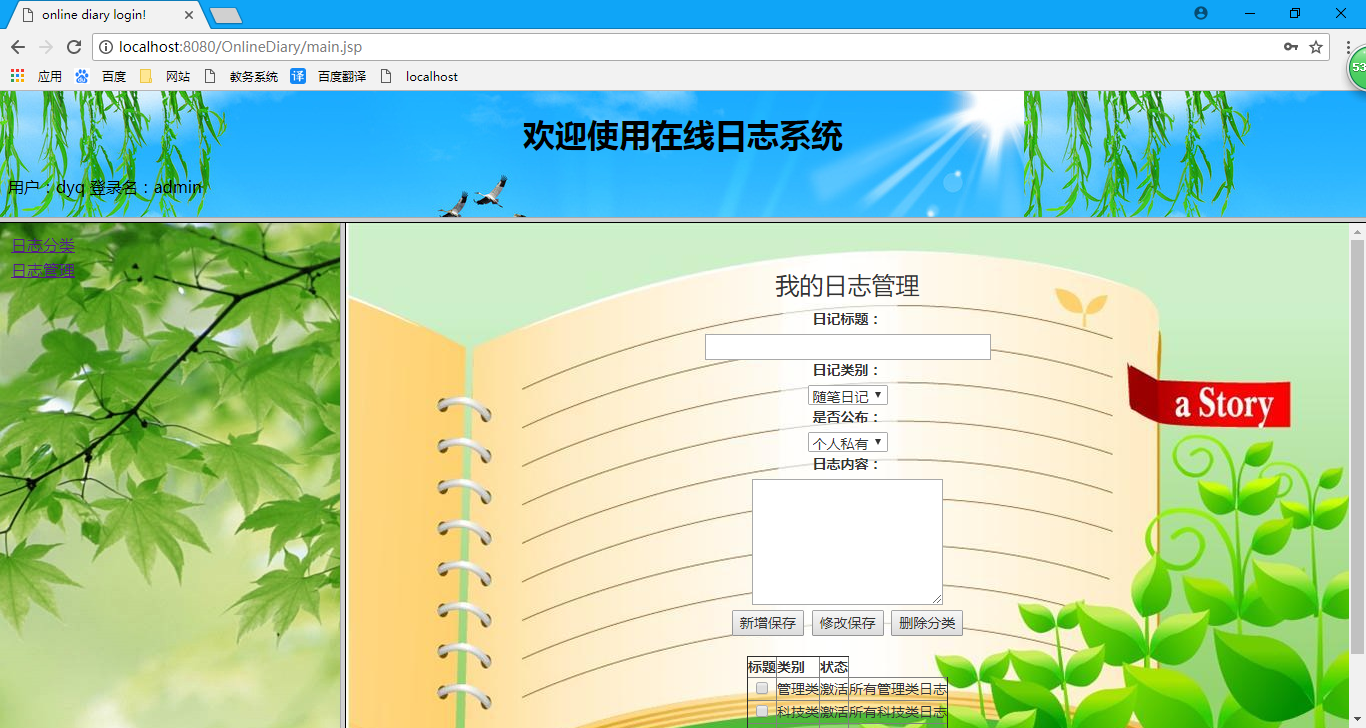 online diary login!
localhost:8080/OnlineDiary/main.jsp
应用 百度 网站 教务系统 译 百度翻译 localhost
53
欢迎使用在线日志系统
用户：dyq 登录名：admin
日志分类
日志管理
我的日志管理
日记标题：
日记类别：
随笔日记
是否公布：
个人私有
日志内容：
a Story
新增保存 修改保存 删除分类
标题 类别 状态
管理类 激活 所有管理类日志
科技类 激活 所有科技类日志